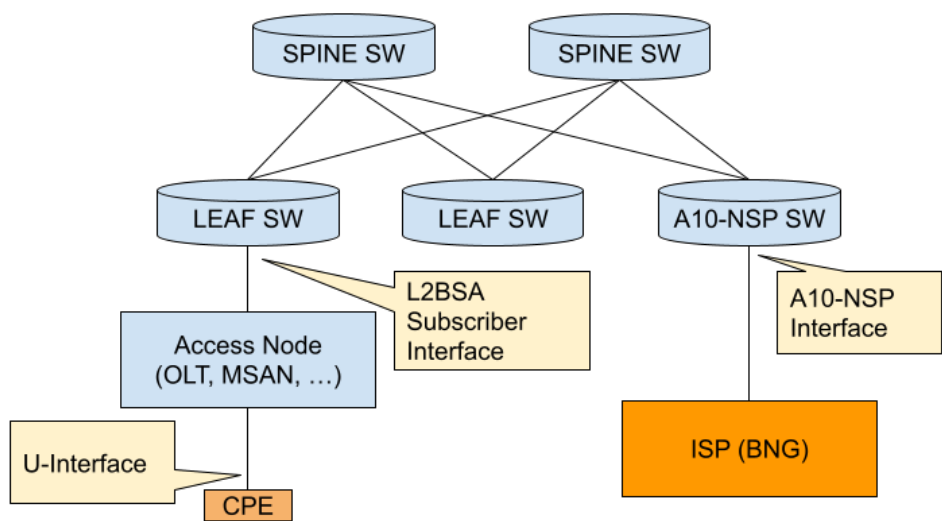 SPINE SW
SPINE SW
LEAF SW
LEAF SW
A10-NSP SW
L2BSA
Subscriber
Interface
A10-NSP
Interface
Access Node
(OLT, MSAN, …)
U-Interface
ISP (BNG)
CPE